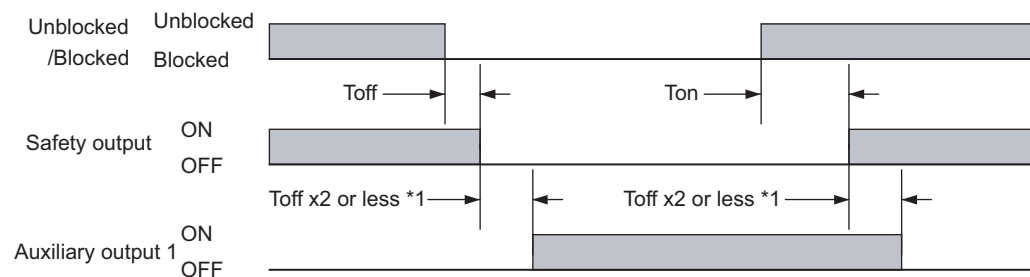 Unblocked
/Blocked
Unblocked
Blocked
Toff
Ton
Safety output
ON
OFF
Toff x2 or less *1
Toff x2 or less *1
Auxiliary output 1
ON
OFF